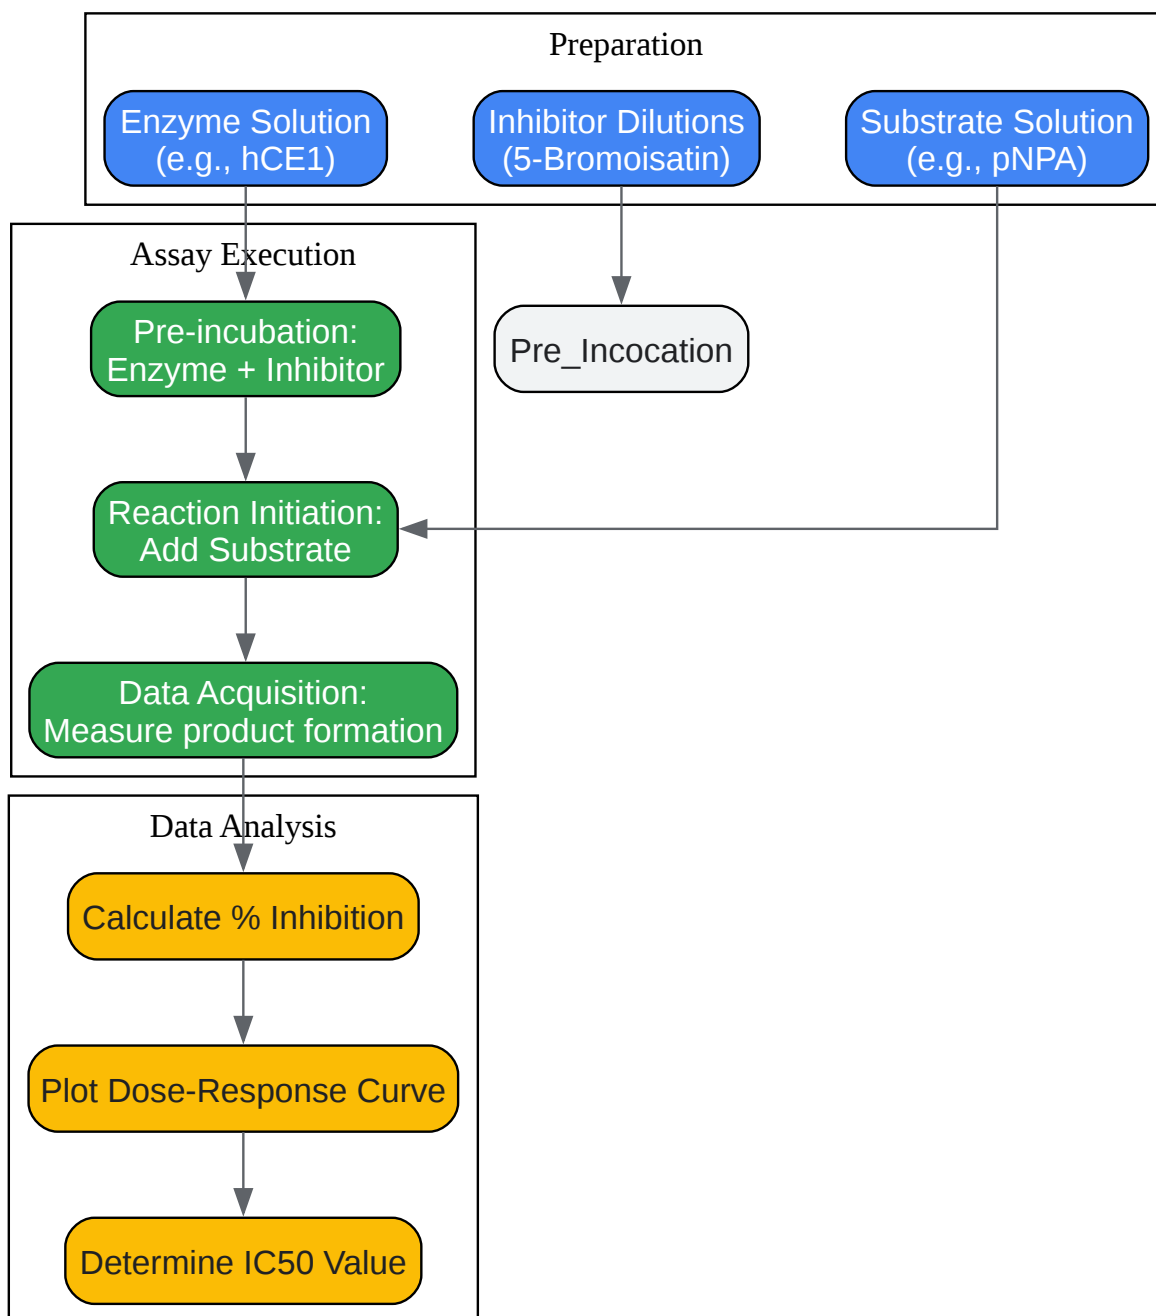 Preparation
Enzyme Solution
(e.g., hCE1)
Inhibitor Dilutions
(5-Bromoisatin)
Substrate Solution
(e.g., pNPA)
Assay Execution
Pre-incubation:
Enzyme + Inhibitor
Pre_Incocation
Reaction Initiation:
Add Substrate
Data Acquisition:
Measure product formation
Data Analysis
Calculate % Inhibition
Plot Dose-Response Curve
Determine IC50 Value